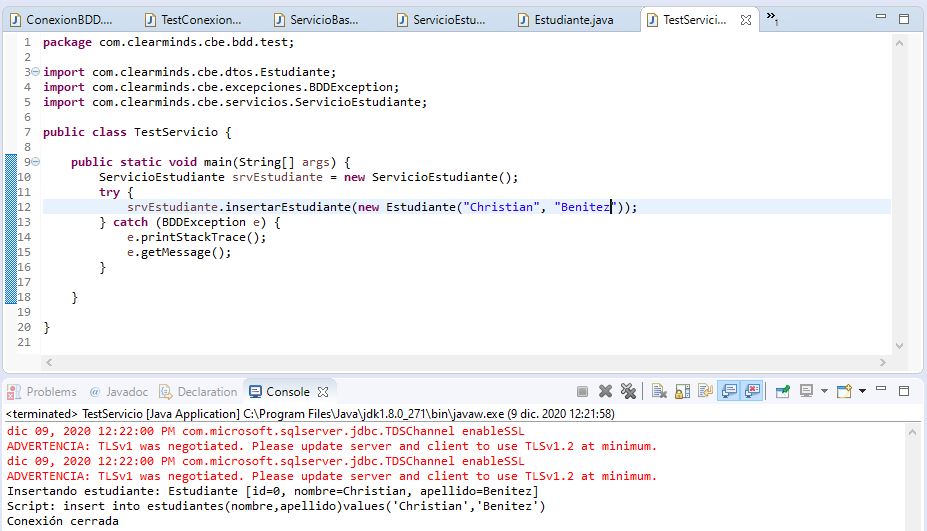 ConexionBDD.... TestConexion... ServicioBas... ServicioEstu... Estudiante.java TestServici... »1
1 package com.clearminds.cbe.bdd.test;
2
3 import com.clearminds.cbe.dtos.Estudiante;
4 import com.clearminds.cbe.excepciones.BDDException;
5 import com.clearminds.cbe.servicios.ServicioEstudiante;
6
7 public class TestServicio {
8
9     public static void main(String[] args) {
10         ServicioEstudiante srvEstudiante = new ServicioEstudiante();
11         try {
12             srvEstudiante.insertarEstudiante(new Estudiante("Christian", "Benitez"));
13         } catch (BDDException e) {
14             e.printStackTrace();
15             e.getMessage();
16         }
17
18     }
19
20 }
21
Problems @ Javadoc Declaration Console
<terminated> TestServicio [Java Application] C:\Program Files\Java\jdk1.8.0_271\bin\javaw.exe (9 dic. 2020 12:21:58)
dic 09, 2020 12:22:00 PM com.microsoft.sqlserver.jdbc.TDSChannel enableSSL
ADVERTENCIA: TLSv1 was negotiated. Please update server and client to use TLSv1.2 at minimum.
dic 09, 2020 12:22:00 PM com.microsoft.sqlserver.jdbc.TDSChannel enableSSL
ADVERTENCIA: TLSv1 was negotiated. Please update server and client to use TLSv1.2 at minimum.
Insertando estudiante: Estudiante [id=0, nombre=Christian, apellido=Benitez]
Script: insert into estudiantes(nombre,apellido)values('Christian','Benitez')
Conexión cerrada